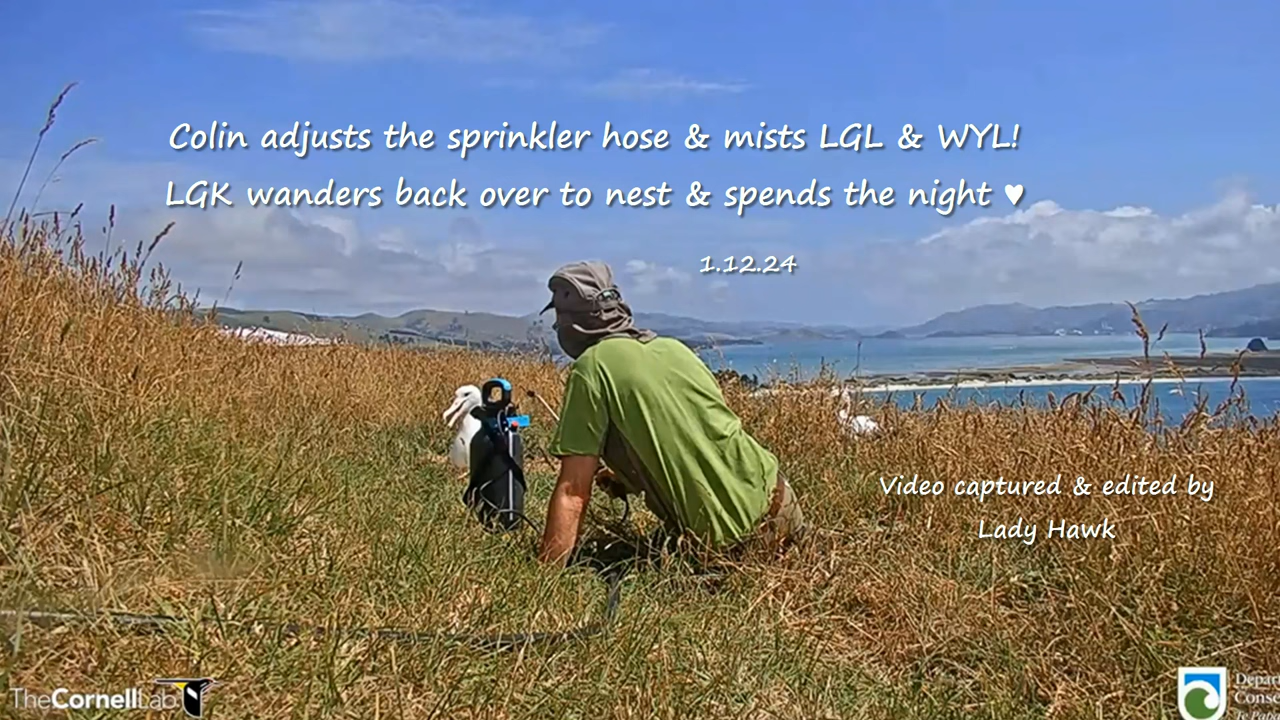 Colin adjusts the sprinkler hose & mists LGL & WYL!
LGK wanders back over to nest & spends the night ♥
1.12.24
Video captured & edited by
Lady Hawk
TheCornellLab